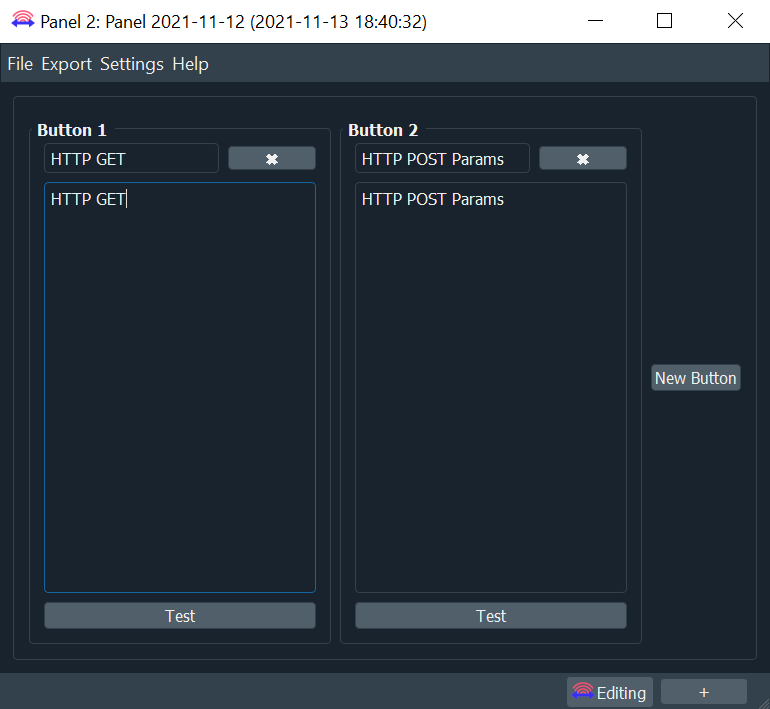 Panel 2: Panel 2021-11-12 (2021-11-13 18:40:32)
File Export Settings Help
Button 1
HTTP GET
HTTP GET
Test
Button 2
HTTP POST Params
HTTP POST Params
Test
New Button
Editing +